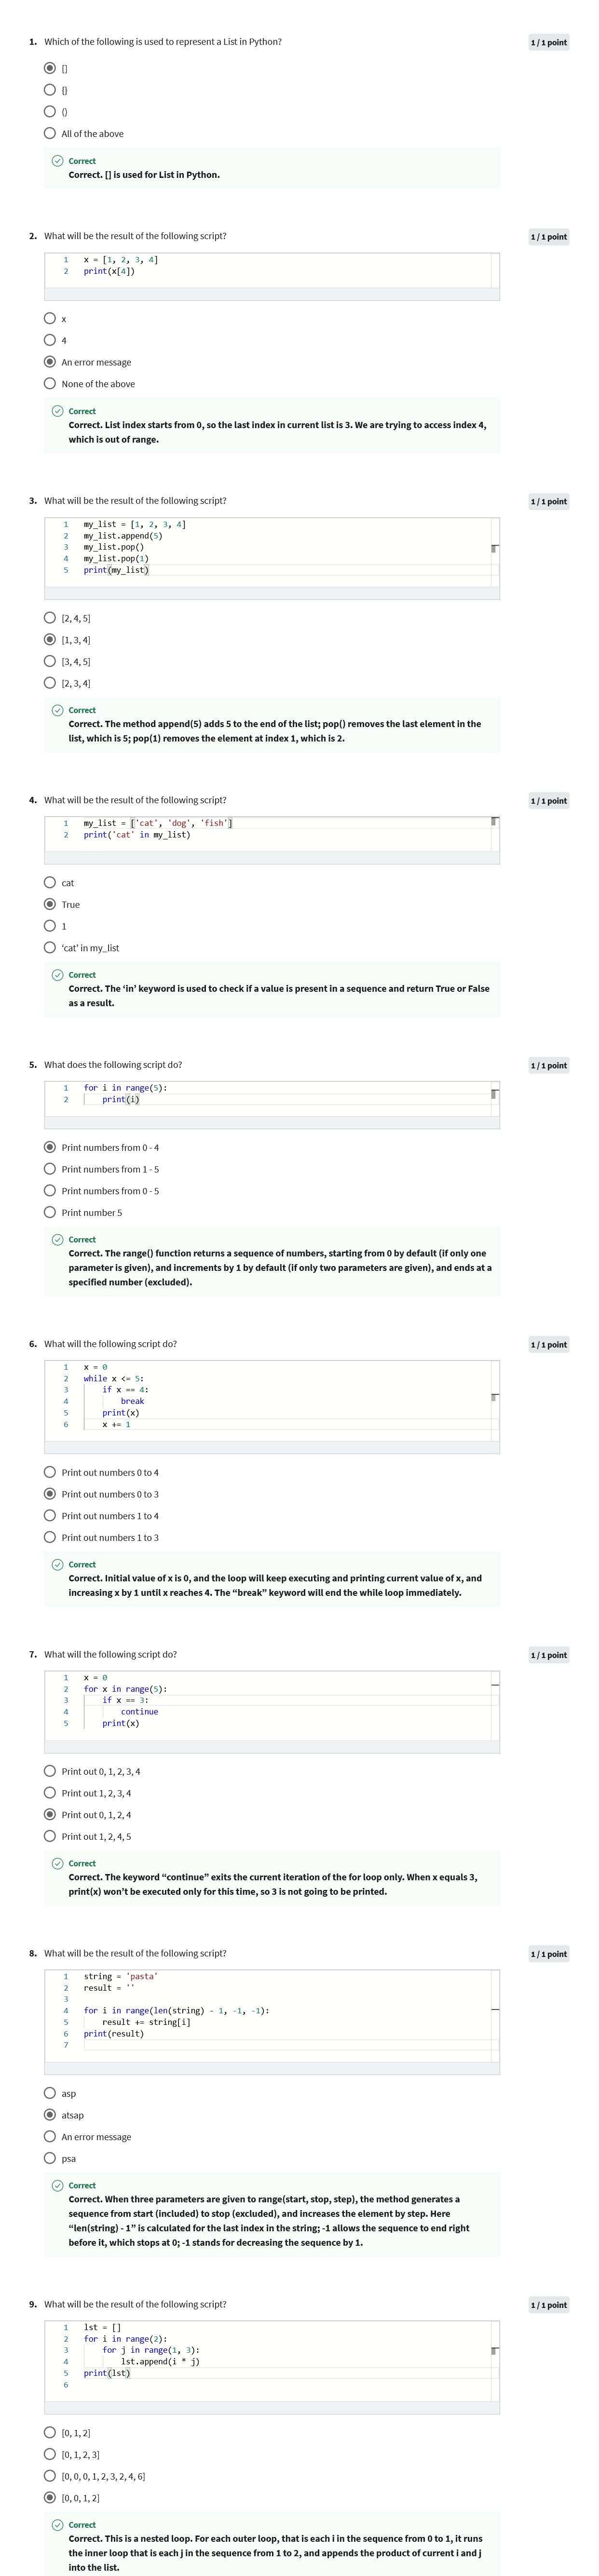 1. Which of the following is used to represent a List in Python?
1 / 1 point
[]
{}
()
All of the above
Correct
Correct. [] is used for List in Python.
2. What will be the result of the following script?
1 / 1 point
1 x = [1, 2, 3, 4]
2 print(x[4])
x
4
An error message
None of the above
Correct
Correct. List index starts from 0, so the last index in current list is 3. We are trying to access index 4,
which is out of range.
3. What will be the result of the following script?
1 / 1 point
1 my_list = [1, 2, 3, 4]
2 my_list.append(5)
3 my_list.pop()
4 my_list.pop(1)
5 print(my_list)
[2, 4, 5]
[1, 3, 4]
[3, 4, 5]
[2, 3, 4]
Correct
Correct. The method append(5) adds 5 to the end of the list; pop() removes the last element in the
list, which is 5; pop(1) removes the element at index 1, which is 2.
4. What will be the result of the following script?
1 / 1 point
1 my_list = ['cat', 'dog', 'fish']
2 print('cat' in my_list)
cat
True
1
'cat' in my_list
Correct
Correct. The ‘in’ keyword is used to check if a value is present in a sequence and return True or False
as a result.
5. What does the following script do?
1 / 1 point
1 for i in range(5):
2 print(i)
Print numbers from 0 - 4
Print numbers from 1 - 5
Print numbers from 0 - 5
Print number 5
Correct
Correct. The range() function returns a sequence of numbers, starting from 0 by default (if only one
parameter is given), and increments by 1 by default (if only two parameters are given), and ends at a
specified number (excluded).
6. What will the following script do?
1 / 1 point
1 x = 0
2 while x <= 5:
3 if x == 4:
4 break
5 print(x)
6 x += 1
Print out numbers 0 to 4
Print out numbers 0 to 3
Print out numbers 1 to 4
Print out numbers 1 to 3
Correct
Correct. Initial value of x is 0, and the loop will keep executing and printing current value of x, and
increasing x by 1 until x reaches 4. The “break” keyword will end the while loop immediately.
7. What will the following script do?
1 / 1 point
1 x = 0
2 for x in range(5):
3 if x == 3:
4 continue
5 print(x)
Print out 0, 1, 2, 3, 4
Print out 1, 2, 3, 4
Print out 0, 1, 2, 4
Print out 1, 2, 4, 5
Correct
Correct. The keyword “continue” exits the current iteration of the for loop only. When x equals 3,
print(x) won’t be executed only for this time, so 3 is not going to be printed.
8. What will be the result of the following script?
1 / 1 point
1 string = 'pasta'
2 result = ''
3
4 for i in range(len(string) - 1, -1, -1):
5 result += string[i]
6 print(result)
7
asp
atsap
An error message
psa
Correct
Correct. When three parameters are given to range(start, stop, step), the method generates a
sequence from start (included) to stop (excluded), and increases the element by step. Here
“len(string) - 1” is calculated for the last index in the string; -1 allows the sequence to end right
before it, which stops at 0; -1 stands for decreasing the sequence by 1.
9. What will be the result of the following script?
1 / 1 point
1 lst = []
2 for i in range(2):
3 for j in range(1, 3):
4 lst.append(i * j)
5 print(lst)
6
[0, 1, 2]
[0, 1, 2, 3]
[0, 0, 0, 1, 2, 3, 2, 4, 6]
[0, 0, 1, 2]
Correct
Correct. This is a nested loop. For each outer loop, that is each i in the sequence from 0 to 1, it runs
the inner loop that is each j in the sequence from 1 to 2, and appends the product of current i and j
into the list.